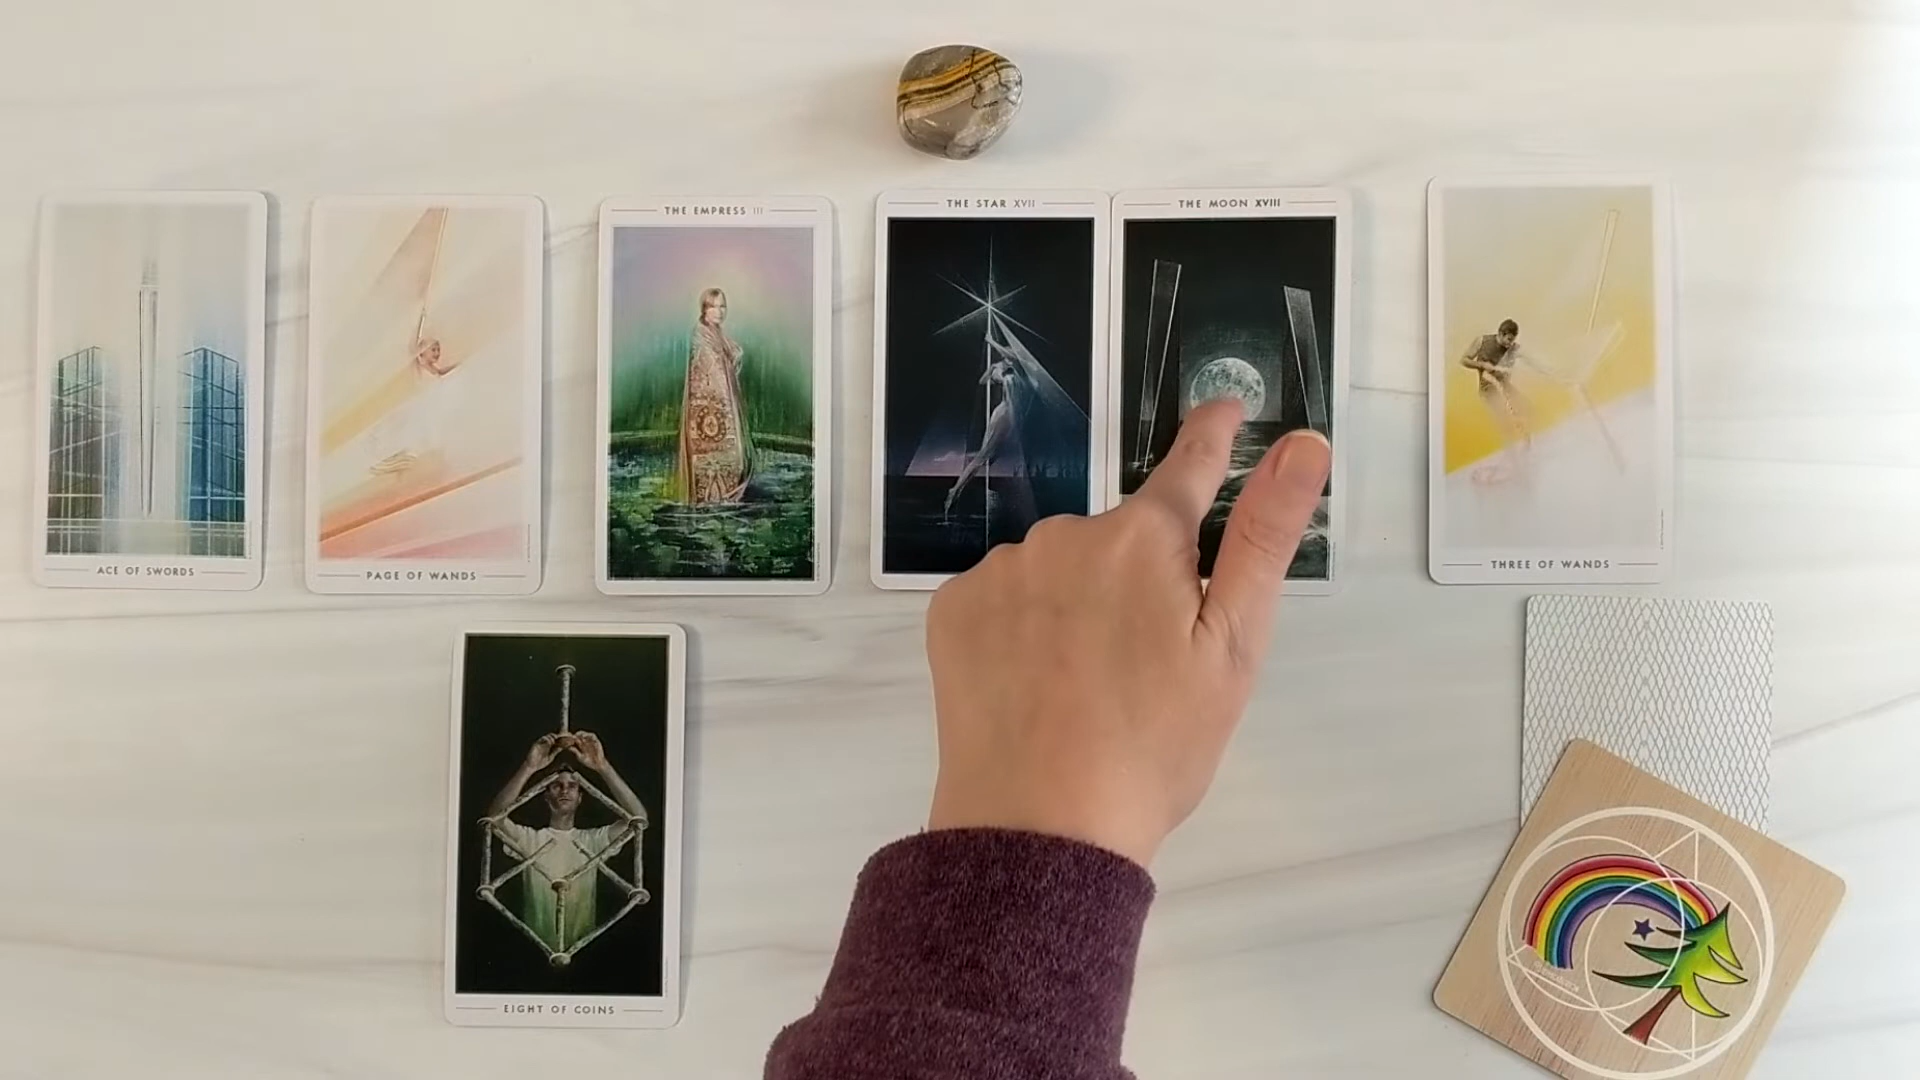 THE EMPRESS III
THE STAR XVII
THE MOON XVIII
ACE OF SWORDS
PAGE OF WANDS
THREE OF WANDS
EIGHT OF COINS